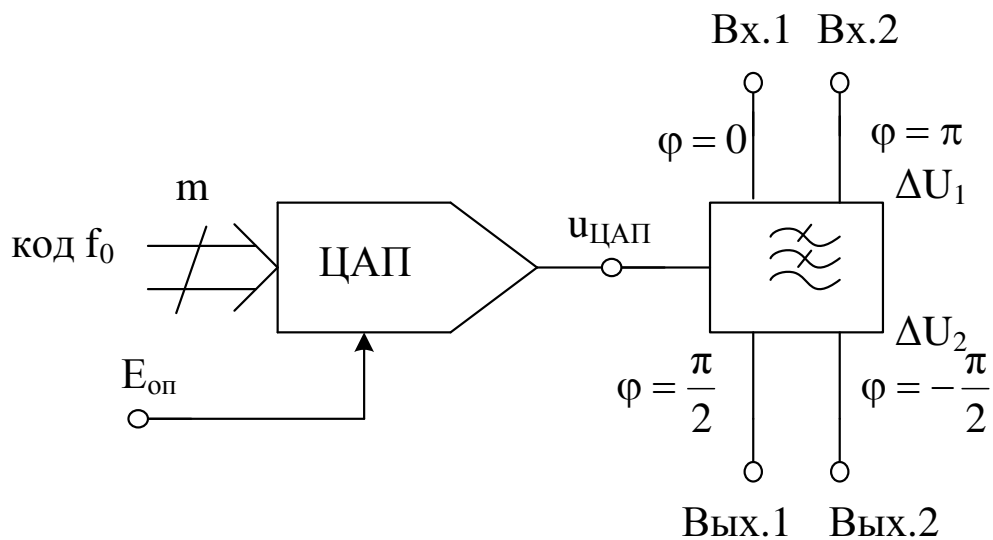 Вх.1 Вх.2
φ = 0
φ = π
m
ΔU₁
код f₀
ЦАП
uЦАП
ΔU₂
Eоп
φ = π/2
φ = −π/2
Вых.1 Вых.2